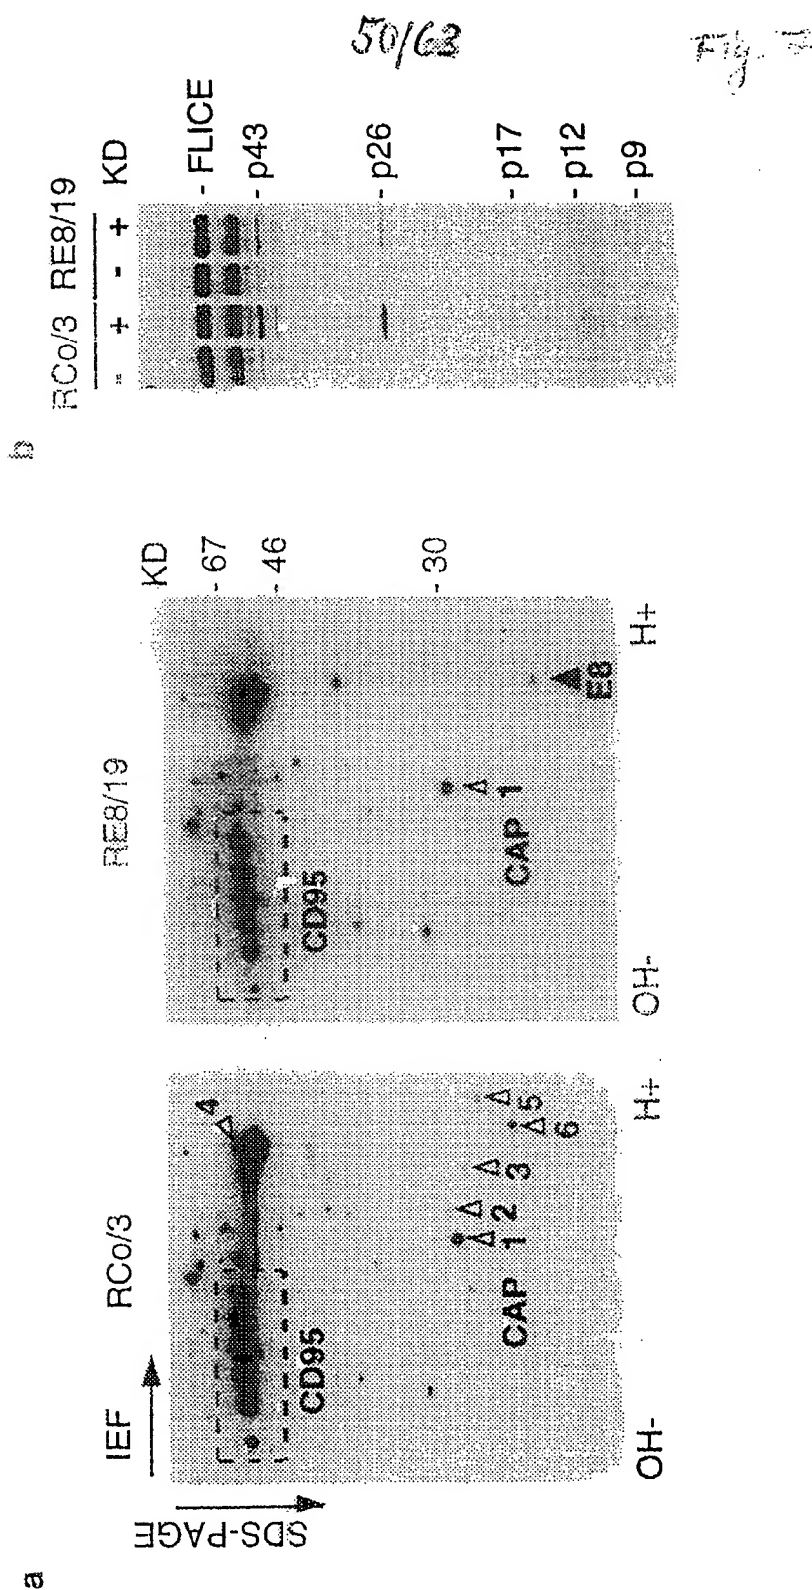 50/63
Fig.
a
IEF RCo/3
SDS-PAGE
4
CD95
CAP 1 2 3 6 5
OH- H+
RE8/19
KD
- 67
- 46
- 30
CD95
CAP 1
E8
OH- H+
b
RCo/3 RE8/19
- + - + KD
- FLICE
- p43
- p26
- p17
- p12
- p9